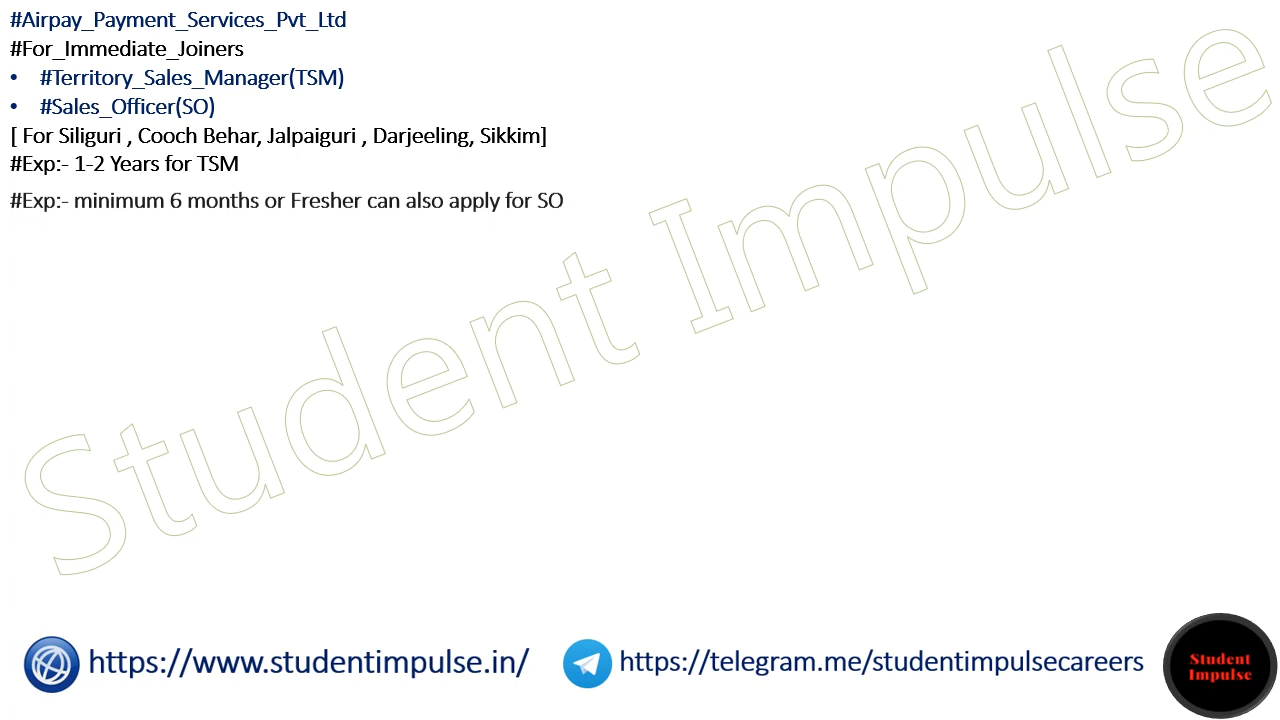 #Airpay_Payment_Services_Pvt_Ltd
#For_Immediate_Joiners
• #Territory_Sales_Manager(TSM)
• #Sales_Officer(SO)
[ For Siliguri , Cooch Behar, Jalpaiguri , Darjeeling, Sikkim]
#Exp:- 1-2 Years for TSM
#Exp:- minimum 6 months or Fresher can also apply for SO
Student Impulse
https://www.studentimpulse.in/
https://telegram.me/studentimpulsecareers
Student
Impulse